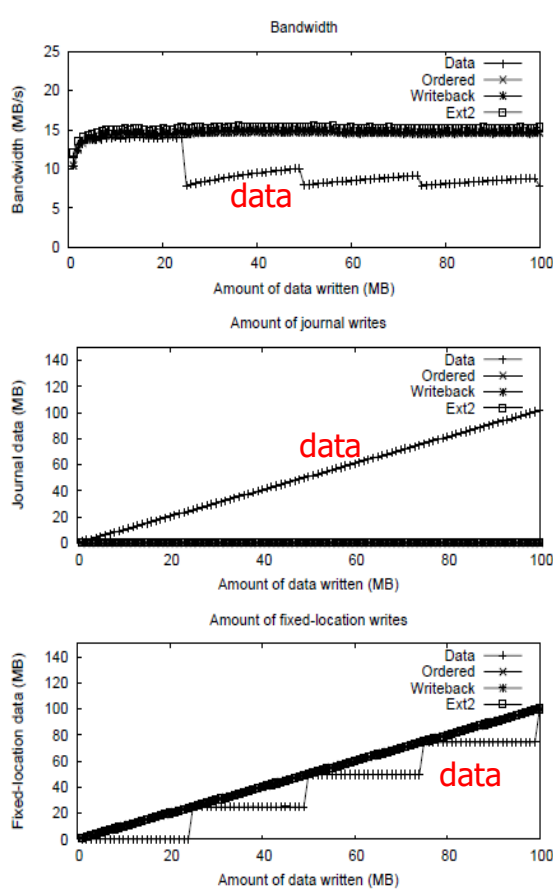 Bandwidth
Bandwidth (MB/s)
25
20
15
10
5
0
Data
Ordered
Writeback
Ext2
data
0 20 40 60 80 100
Amount of data written (MB)
Amount of journal writes
Journal data (MB)
140
120
100
80
60
40
20
0
Data
Ordered
Writeback
Ext2
data
0 20 40 60 80 100
Amount of data written (MB)
Amount of fixed-location writes
Fixed-location data (MB)
140
120
100
80
60
40
20
0
Data
Ordered
Writeback
Ext2
data
0 20 40 60 80 100
Amount of data written (MB)